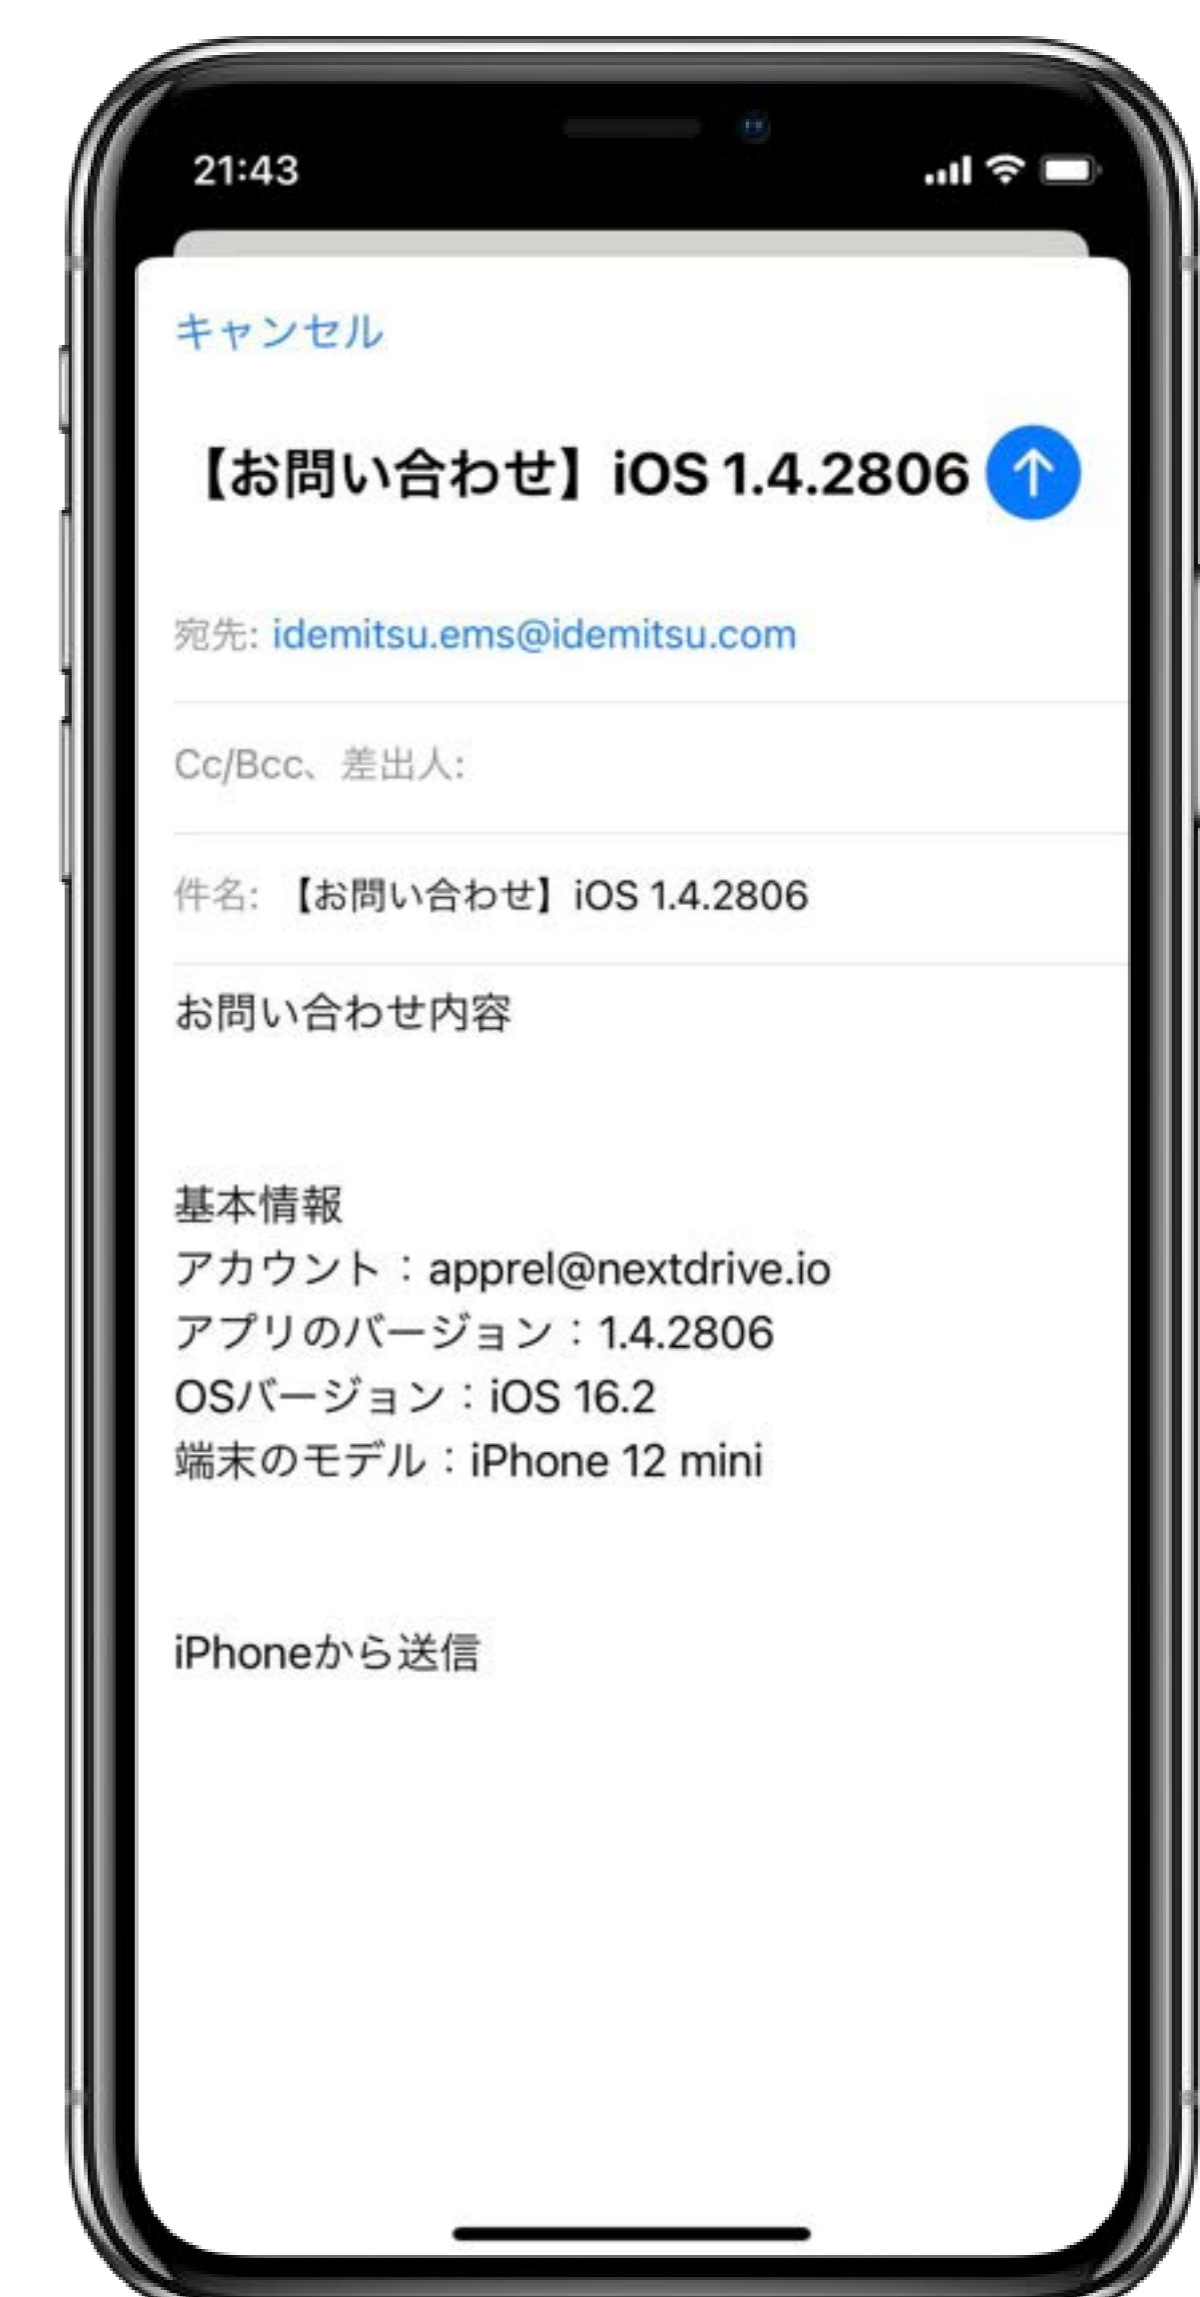 21:43
キャンセル
【お問い合わせ】iOS 1.4.2806
宛先: idemitsu.ems@idemitsu.com
Cc/Bcc、差出人:
件名: 【お問い合わせ】iOS 1.4.2806
お問い合わせ内容
基本情報
アカウント：apprel@nextdrive.io
アプリのバージョン：1.4.2806
OSバージョン：iOS 16.2
端末のモデル：iPhone 12 mini
iPhoneから送信